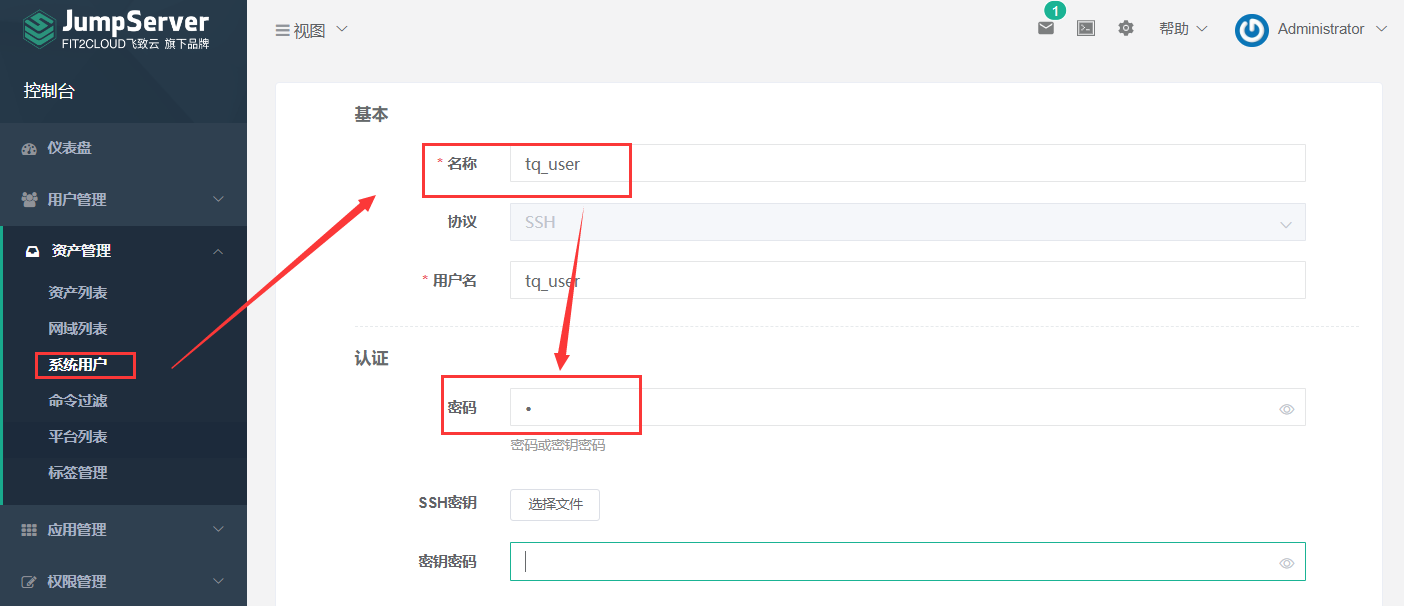 JumpServer
FIT2CLOUD飞致云 旗下品牌
控制台
仪表盘
用户管理
资产管理
资产列表
网域列表
系统用户
命令过滤
平台列表
标签管理
应用管理
权限管理
视图
1
帮助
Administrator
基本
* 名称 tq_user
协议 SSH
* 用户名 tq_user
认证
密码 •
密码或密钥密码
SSH密钥 选择文件
密钥密码